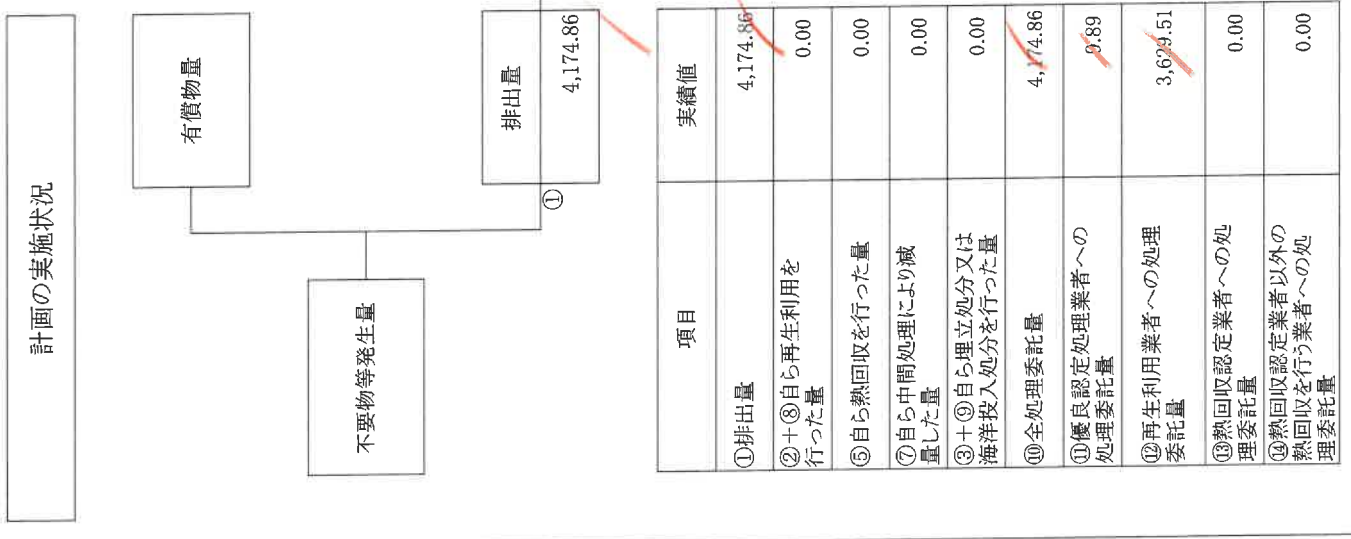 計画の実施状況
有償物量
不要物等発生量
排出量
①
4,174.86
項目
実績値
①排出量
4,174.86
②＋⑧自ら再生利用を
行った量
0.00
⑤自ら熱回収を行った量
0.00
⑦自ら中間処理により減
量した量
0.00
③＋⑨自ら埋立処分又は
海洋投入処分を行った量
0.00
⑩全処理委託量
4,174.86
⑪優良認定処理業者への
処理委託量
⑫再生利用業者への処理
委託量
3,629.51
⑬熱回収認定業者への処
理委託量
0.00
⑭熱回収認定業者以外の
熱回収を行う業者への処
理委託量
0.00